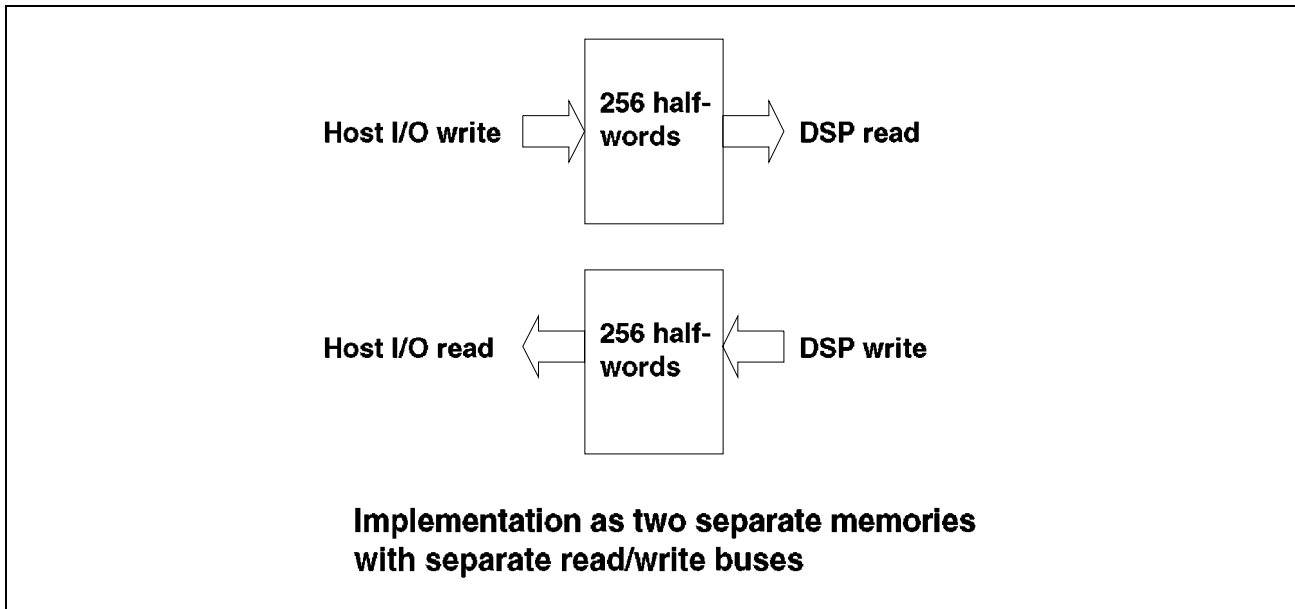 Host I/O write
256 half-
words
DSP read
Host I/O read
256 half-
words
DSP write
Implementation as two separate memories
with separate read/write buses